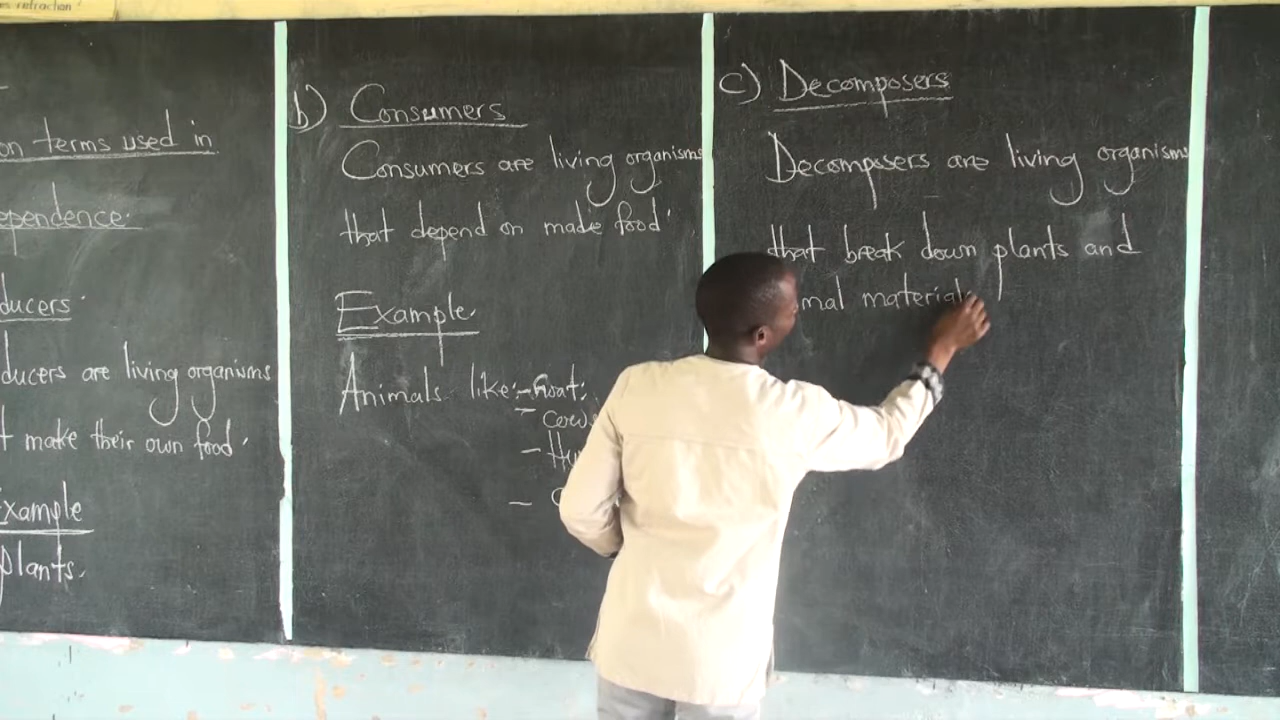 refraction
on terms used in
ependence.
ducers.
ducers are living organisms
t make their own food.
xample
plants.
b) Consumers
Consumers are living organisms
that depend on made food.
Example.
Animals like:- Goat.
- Cows
-
-
c) Decomposers
Decomposers are living organisms
that break down plants and
mal material